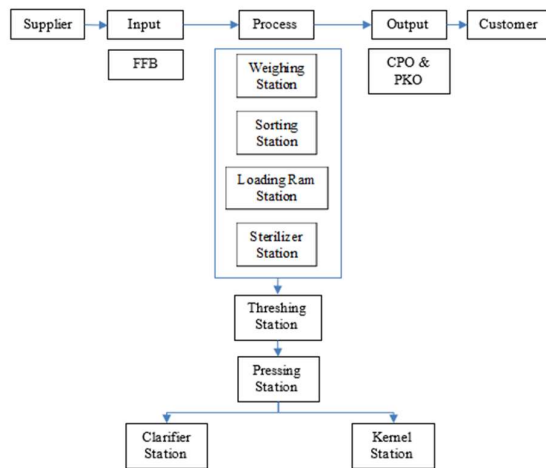 Supplier
Input
Process
Output
Customer
FFB
CPO &
PKO
Weighing
Station
Sorting
Station
Loading Ram
Station
Sterilizer
Station
Threshing
Station
Pressing
Station
Clarifier
Station
Kernel
Station